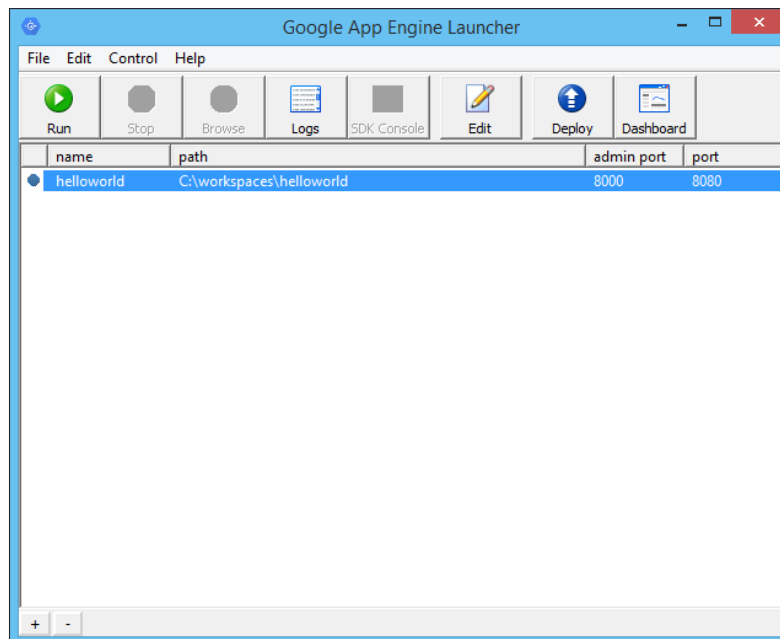 Google App Engine Launcher
File Edit Control Help
Run Stop Browse Logs SDK Console Edit Deploy Dashboard
name path admin port port
helloworld C:\workspaces\helloworld 8000 8080
+ -